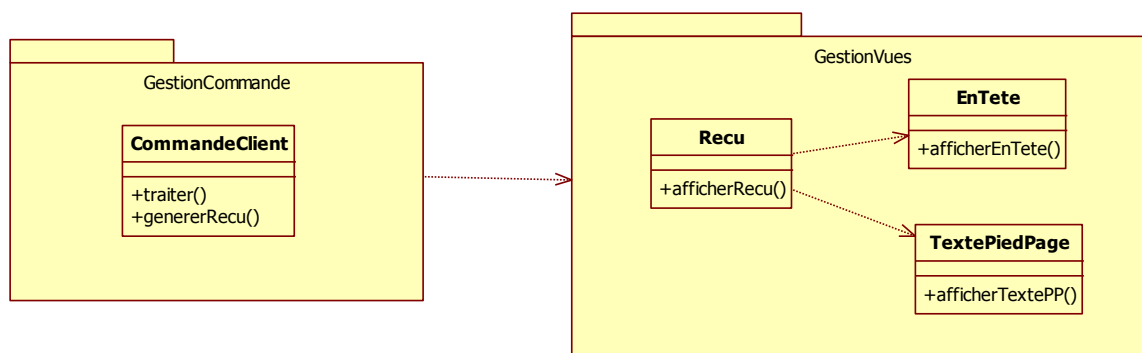 GestionCommande
CommandeClient
+traiter()
+genererRecu()
GestionVues
Recu
+afficherRecu()
EnTete
+afficherEnTete()
TextePiedPage
+afficherTextePP()